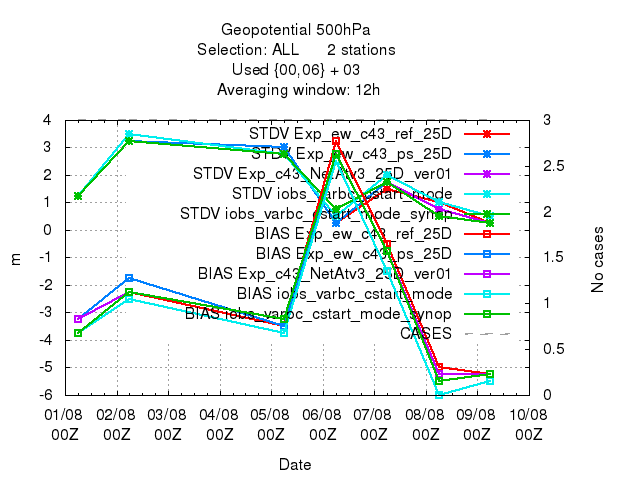 Geopotential 500hPa
Selection: ALL 2 stations
Used {00,06} + 03
Averaging window: 12h
4
3
2
1
0
-1
-2
-3
-4
-5
-6
m
3
2.5
2
1.5
1
0.5
0
No cases
STDV Exp_ew_c43_ref_25D
STDV Exp_ew_c43_ps_25D
STDV Exp_c43_NetAtv3_25D_ver01
STDV iobs_varbc_cstart_mode
STDV iobs_varbc_cstart_mode_synop
BIAS Exp_ew_c43_ref_25D
BIAS Exp_ew_c43_ps_25D
BIAS Exp_c43_NetAtv3_25D_ver01
BIAS iobs_varbc_cstart_mode
BIAS iobs_varbc_cstart_mode_synop
CASES
01/08 02/08 03/08 04/08 05/08 06/08 07/08 08/08 09/08 10/08
00Z 00Z 00Z 00Z 00Z 00Z 00Z 00Z 00Z 00Z
Date